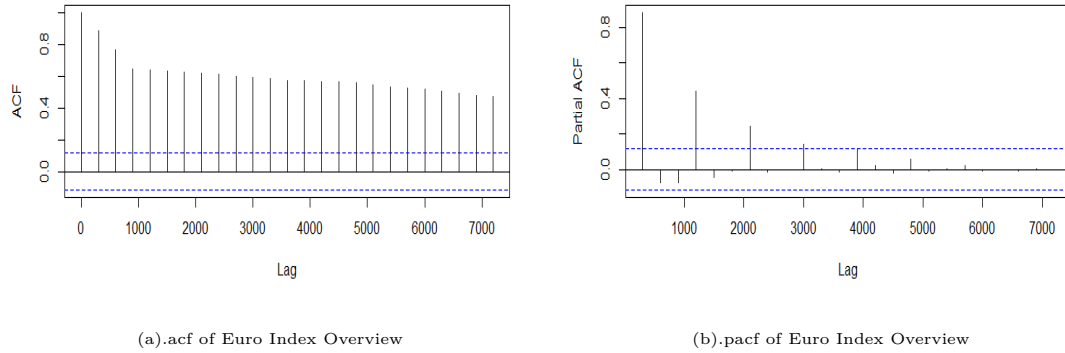 ACF
0.0 0.4 0.8
0 1000 2000 3000 4000 5000 6000 7000
Lag
(a).acf of Euro Index Overview
Partial ACF
0.0 0.4 0.8
1000 2000 3000 4000 5000 6000 7000
Lag
(b).pacf of Euro Index Overview